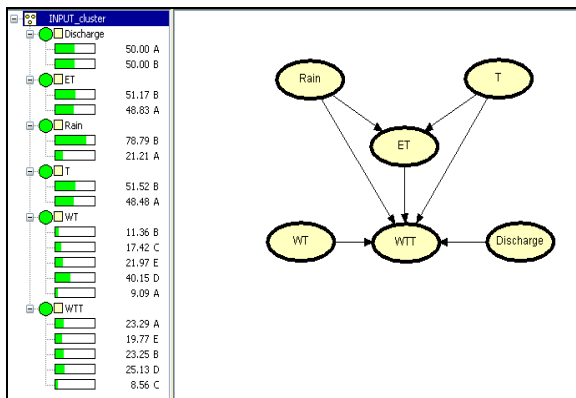 INPUT_cluster
Discharge
50.00 A
50.00 B
ET
51.17 B
48.83 A
Rain
78.79 B
21.21 A
T
51.52 B
48.48 A
WT
11.36 B
17.42 C
21.97 E
40.15 D
9.09 A
WTT
23.29 A
19.77 E
23.25 B
25.13 D
8.56 C
Rain
T
ET
WT
WTT
Discharge